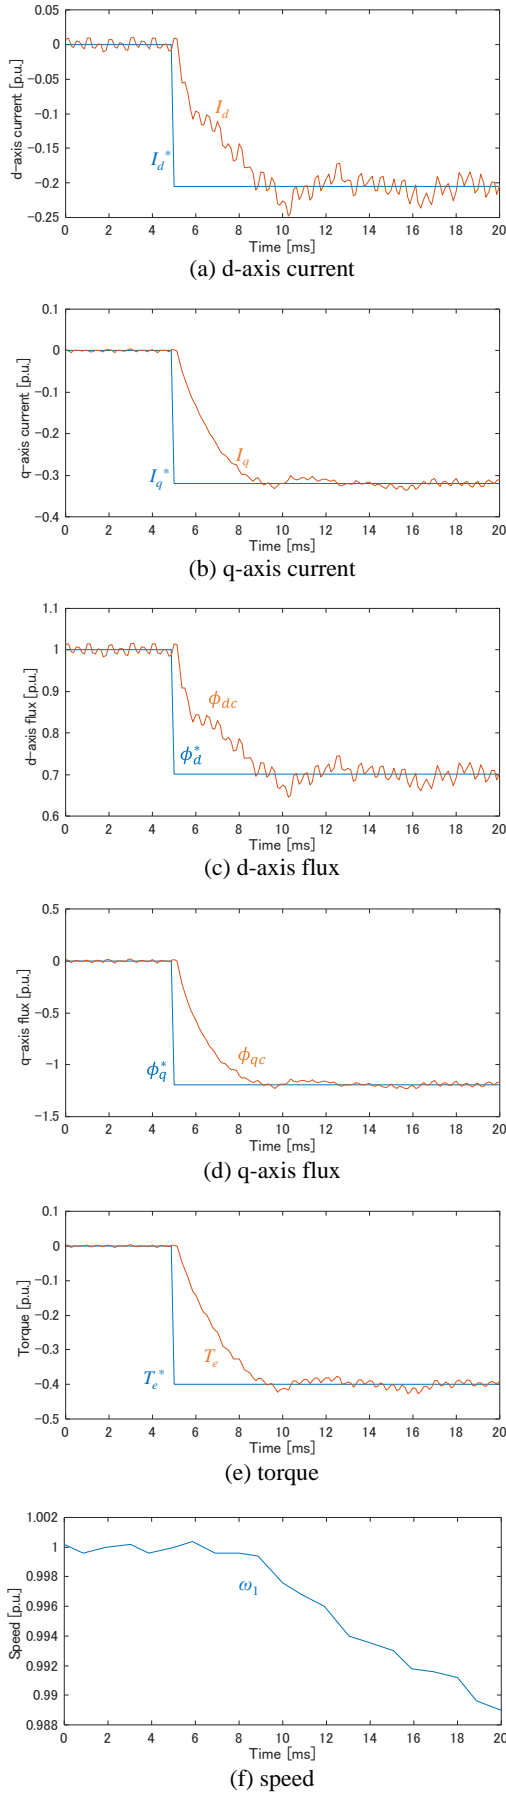 0.05
0
-0.05
-0.1
-0.15
-0.2
-0.25
d-axis current [p.u.]
I_d
I_d^*
0 2 4 6 8 10 12 14 16 18 20
Time [ms]
(a) d-axis current
0.1
0
-0.1
-0.2
-0.3
-0.4
q-axis current [p.u.]
I_q
I_q^*
0 2 4 6 8 10 12 14 16 18 20
Time [ms]
(b) q-axis current
1.1
1
0.9
0.8
0.7
0.6
d-axis flux [p.u.]
ϕ_dc
ϕ_d^*
0 2 4 6 8 10 12 14 16 18 20
Time [ms]
(c) d-axis flux
0.5
0
-0.5
-1
-1.5
q-axis flux [p.u.]
ϕ_qc
ϕ_q^*
0 2 4 6 8 10 12 14 16 18 20
Time [ms]
(d) q-axis flux
0.1
0
-0.1
-0.2
-0.3
-0.4
-0.5
Torque [p.u.]
T_e
T_e^*
0 2 4 6 8 10 12 14 16 18 20
Time [ms]
(e) torque
1.002
1
0.998
0.996
0.994
0.992
0.99
0.988
Speed [p.u.]
ω_1
0 2 4 6 8 10 12 14 16 18 20
Time [ms]
(f) speed